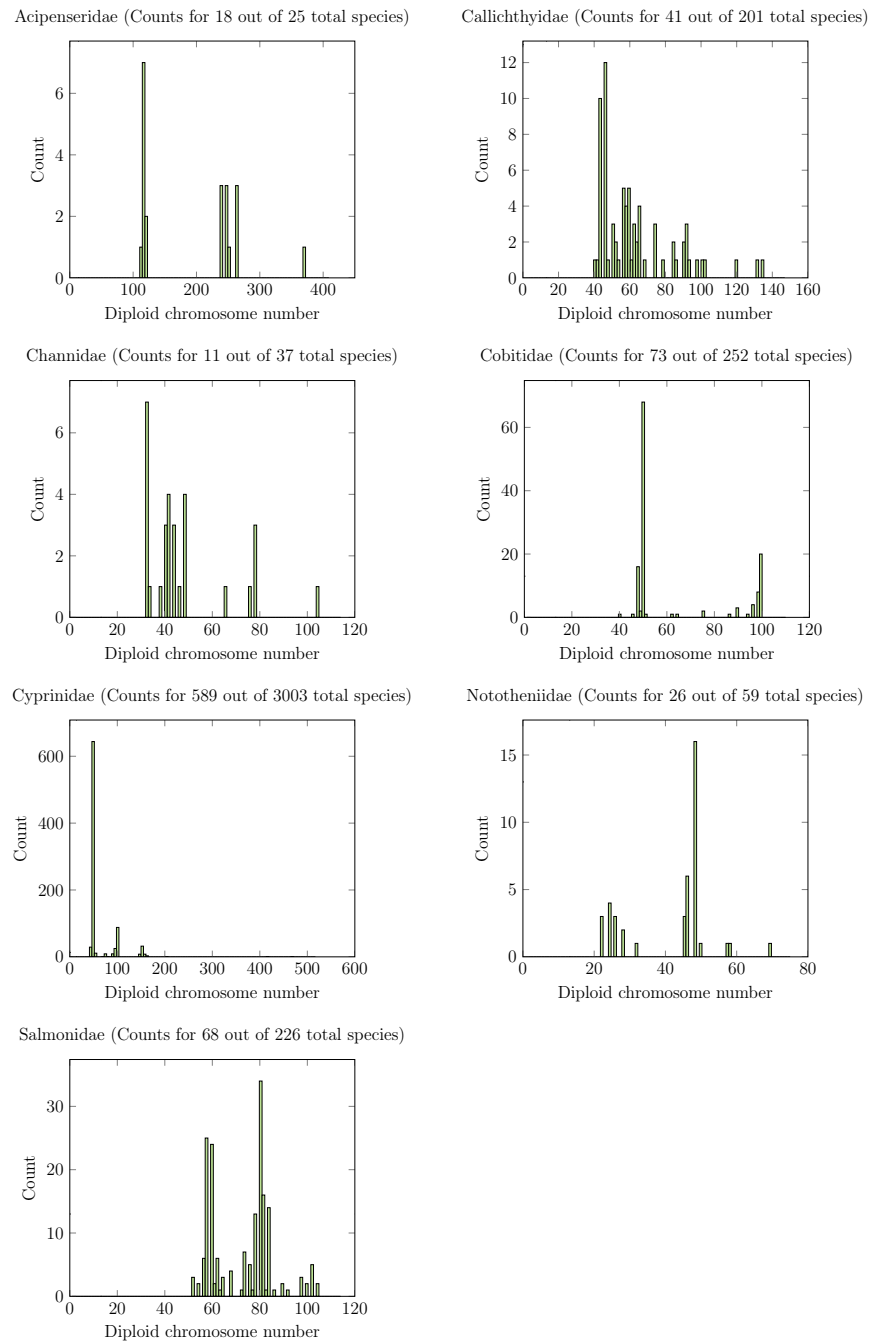 Acipenseridae (Counts for 18 out of 25 total species)
6
4
2
0
Count
0 100 200 300 400
Diploid chromosome number
Callichthyidae (Counts for 41 out of 201 total species)
12
10
8
6
4
2
0
Count
0 20 40 60 80 100 120 140 160
Diploid chromosome number
Channidae (Counts for 11 out of 37 total species)
6
4
2
0
Count
0 20 40 60 80 100 120
Diploid chromosome number
Cobitidae (Counts for 73 out of 252 total species)
60
40
20
0
Count
0 20 40 60 80 100 120
Diploid chromosome number
Cyprinidae (Counts for 589 out of 3003 total species)
600
400
200
0
Count
0 100 200 300 400 500 600
Diploid chromosome number
Nototheniidae (Counts for 26 out of 59 total species)
15
10
5
0
Count
0 20 40 60 80
Diploid chromosome number
Salmonidae (Counts for 68 out of 226 total species)
30
20
10
0
Count
0 20 40 60 80 100 120
Diploid chromosome number